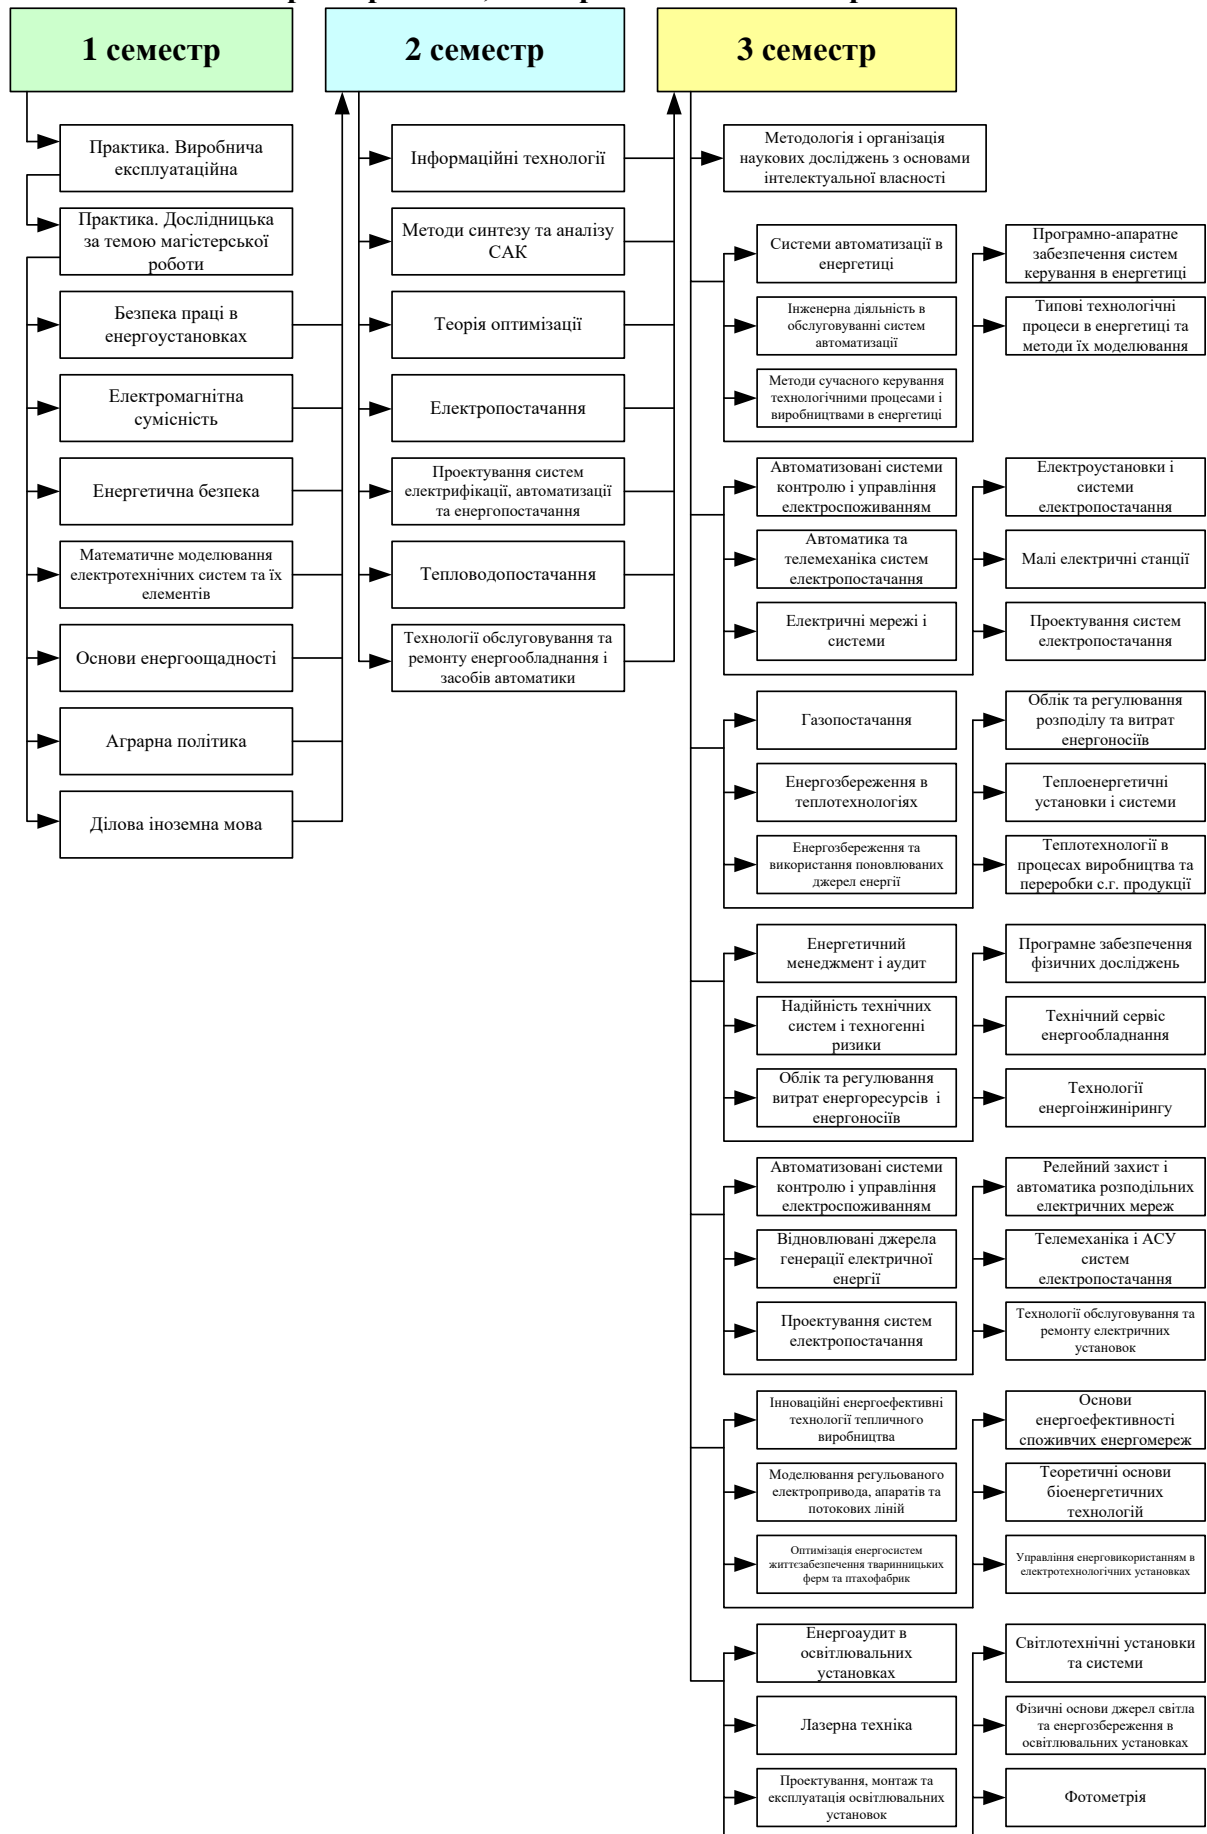 1 семестр
2 семестр
3 семестр
Практика. Виробнича
експлуатаційна
Практика. Дослідницька
за темою магістерської
роботи
Безпека праці в
енергоустановках
Електромагнітна
сумісність
Енергетична безпека
Математичне моделювання
електротехнічних систем та їх
елементів
Основи енергоощадності
Аграрна політика
Ділова іноземна мова
Інформаційні технології
Методи синтезу та аналізу
САК
Теорія оптимізації
Електропостачання
Проектування систем
електрифікації, автоматизації
та енергопостачання
Тепловодопостачання
Технології обслуговування та
ремонту енергообладнання і
засобів автоматики
Методологія і організація
наукових досліджень з основами
інтелектуальної власності
Системи автоматизації в
енергетиці
Інженерна діяльність в
обслуговуванні систем
автоматизації
Методи сучасного керування
технологічними процесами і
виробництвами в енергетиці
Програмно-апаратне
забезпечення систем
керування в енергетиці
Типові технологічні
процеси в енергетиці та
методи їх моделювання
Автоматизовані системи
контролю і управління
електроспоживанням
Автоматика та
телемеханіка систем
електропостачання
Електричні мережі і
системи
Електроустановки і
системи
електропостачання
Малі електричні станції
Проектування систем
електропостачання
Газопостачання
Енергозбереження в
теплотехнологіях
Енергозбереження та
використання поновлюваних
джерел енергії
Облік та регулювання
розподілу та витрат
енергоносіїв
Теплоенергетичні
установки і системи
Теплотехнології в
процесах виробництва та
переробки с.г. продукції
Енергетичний
менеджмент і аудит
Надійність технічних
систем і техногенні
ризики
Облік та регулювання
витрат енергоресурсів і
енергоносіїв
Програмне забезпечення
фізичних досліджень
Технічний сервіс
енергообладнання
Технології
енергоінжинірингу
Автоматизовані системи
контролю і управління
електроспоживанням
Відновлювані джерела
генерації електричної
енергії
Проектування систем
електропостачання
Релейний захист і
автоматика розподільних
електричних мереж
Телемеханіка і АСУ
систем
електропостачання
Технології обслуговування та
ремонту електричних
установок
Інноваційні енергоефективні
технології тепличного
виробництва
Моделювання регульованого
електропривода, апаратів та
потокових ліній
Оптимізація енергосистем
життєзабезпечення тваринницьких
ферм та птахофабрик
Основи
енергоефективності
споживчих енергомереж
Теоретичні основи
біоенергетичних
технологій
Управління енерговикористанням в
електротехнологічних установках
Енергоаудит в
освітлювальних
установках
Лазерна техніка
Проектування, монтаж та
експлуатація освітлювальних
установок
Світлотехнічні установки
та системи
Фізичні основи джерел світла
та енергозбереження в
освітлювальних установках
Фотометрія